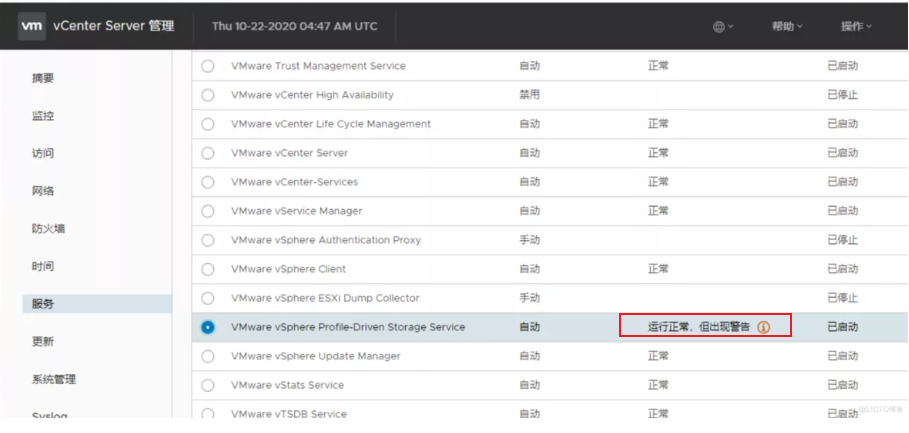 vm vCenter Server 管理 Thu 10-22-2020 04:47 AM UTC 帮助 操作
摘要
监控
访问
网络
防火墙
时间
服务
更新
系统管理
Syslog
VMware Trust Management Service 自动 正常 已启动
VMware vCenter High Availability 禁用 已停止
VMware vCenter Life Cycle Management 自动 正常 已启动
VMware vCenter Server 自动 正常 已启动
VMware vCenter-Services 自动 正常 已启动
VMware vService Manager 自动 正常 已启动
VMware vSphere Authentication Proxy 手动 已停止
VMware vSphere Client 自动 正常 已启动
VMware vSphere ESXi Dump Collector 手动 已停止
VMware vSphere Profile-Driven Storage Service 自动 运行正常，但出现警告 已启动
VMware vSphere Update Manager 自动 正常 已启动
VMware vStats Service 自动 正常 已启动
VMware vTSDB Service 自动 正常 已启动
@51CTO博客